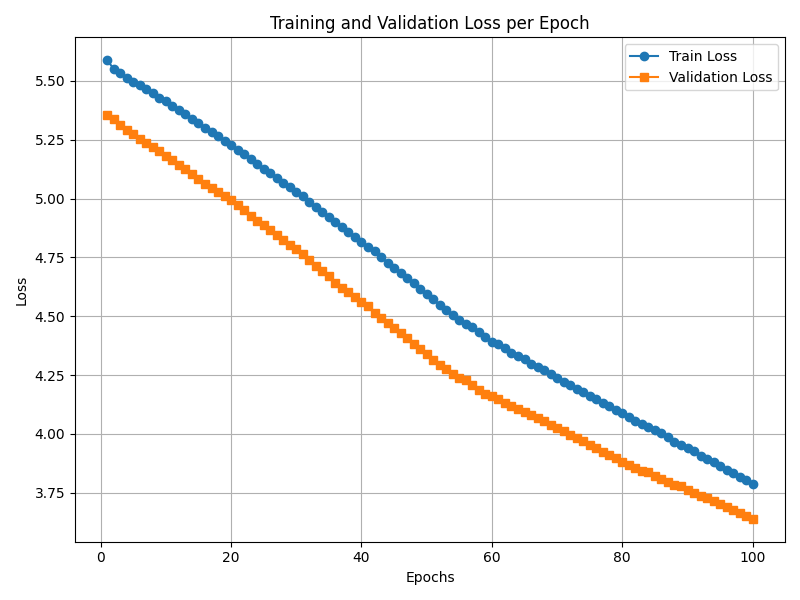 Training and Validation Loss per Epoch
Train Loss
Validation Loss
5.50
5.25
5.00
4.75
4.50
4.25
4.00
3.75
Loss
0 20 40 60 80 100
Epochs